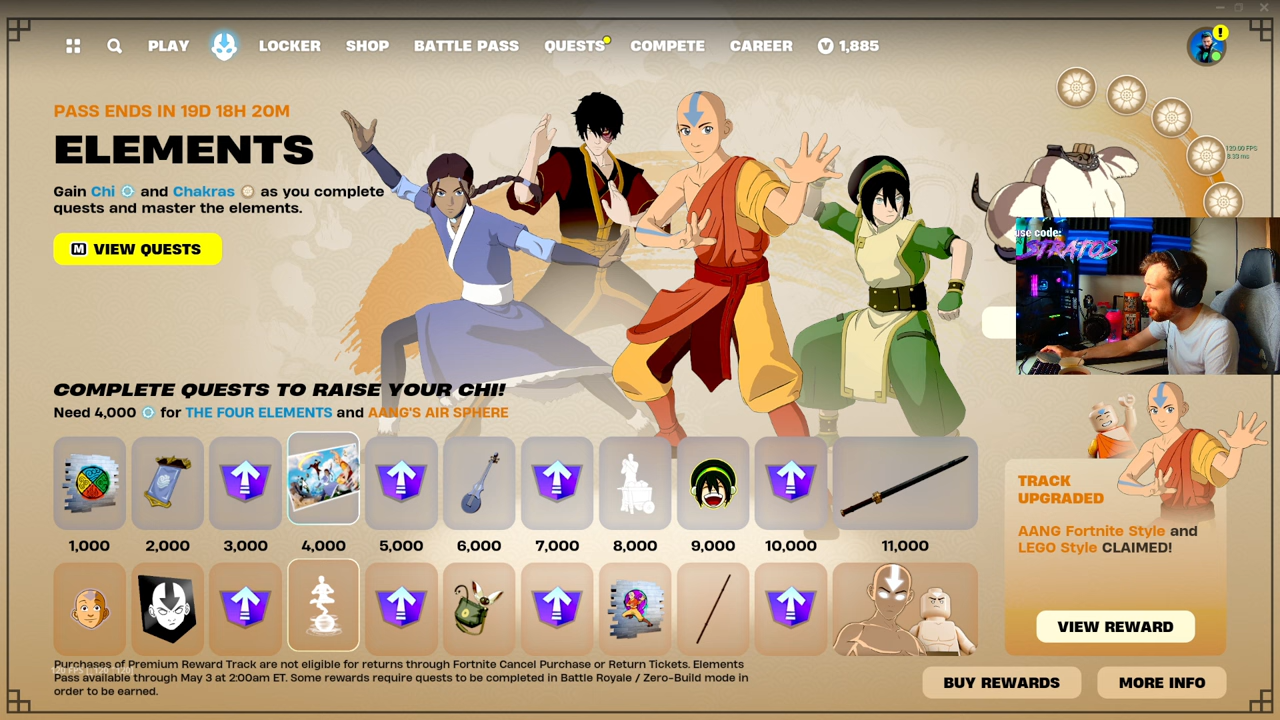 PLAY
LOCKER
SHOP
BATTLE PASS
QUESTS
COMPETE
CAREER
1,885
PASS ENDS IN 19D 18H 20M
ELEMENTS
Gain Chi and Chakras as you complete
quests and master the elements.
M VIEW QUESTS
120.00 FPS
use code:
STRATOS
COMPLETE QUESTS TO RAISE YOUR CHI!
Need 4,000 for THE FOUR ELEMENTS and AANG'S AIR SPHERE
1,000
2,000
3,000
4,000
5,000
6,000
7,000
8,000
9,000
10,000
11,000
TRACK
UPGRADED
AANG Fortnite Style and
LEGO Style CLAIMED!
VIEW REWARD
Purchases of Premium Reward Track are not eligible for returns through Fortnite Cancel Purchase or Return Tickets. Elements
Pass available through May 3 at 2:00am ET. Some rewards require quests to be completed in Battle Royale / Zero-Build mode in
order to be earned.
BUY REWARDS
MORE INFO